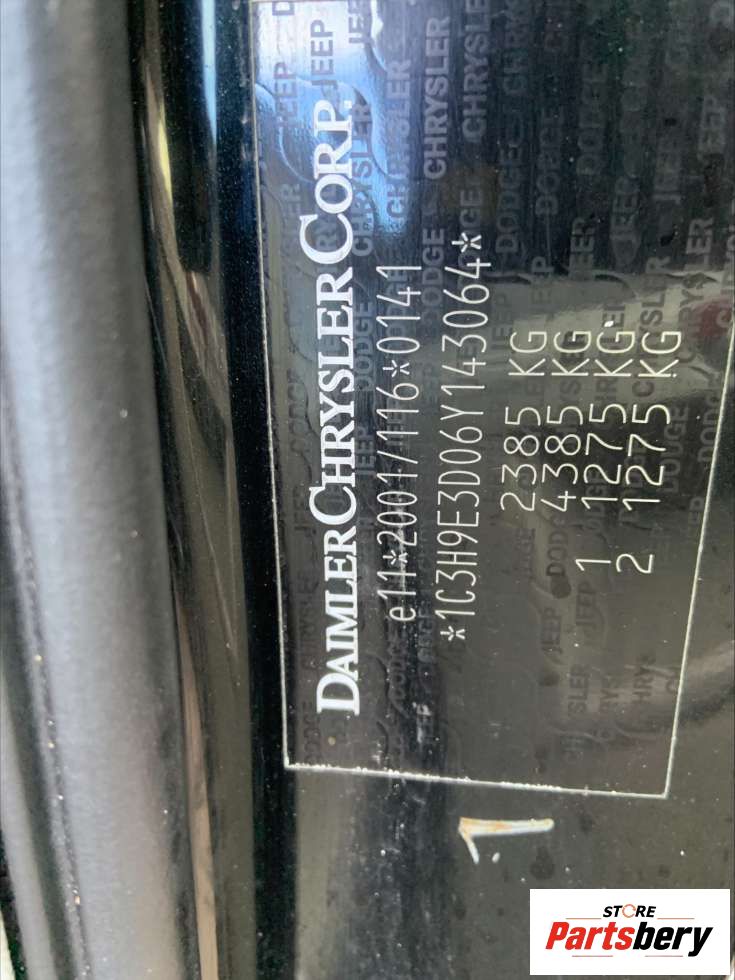 DAIMLERCHRYSLER CORP.
e11*2001/116*0141
*1C3H9E3D06Y143064*
2385 KG
4385 KG
1 1275 KG
2 1275 KG
1
STORE
Partsbery